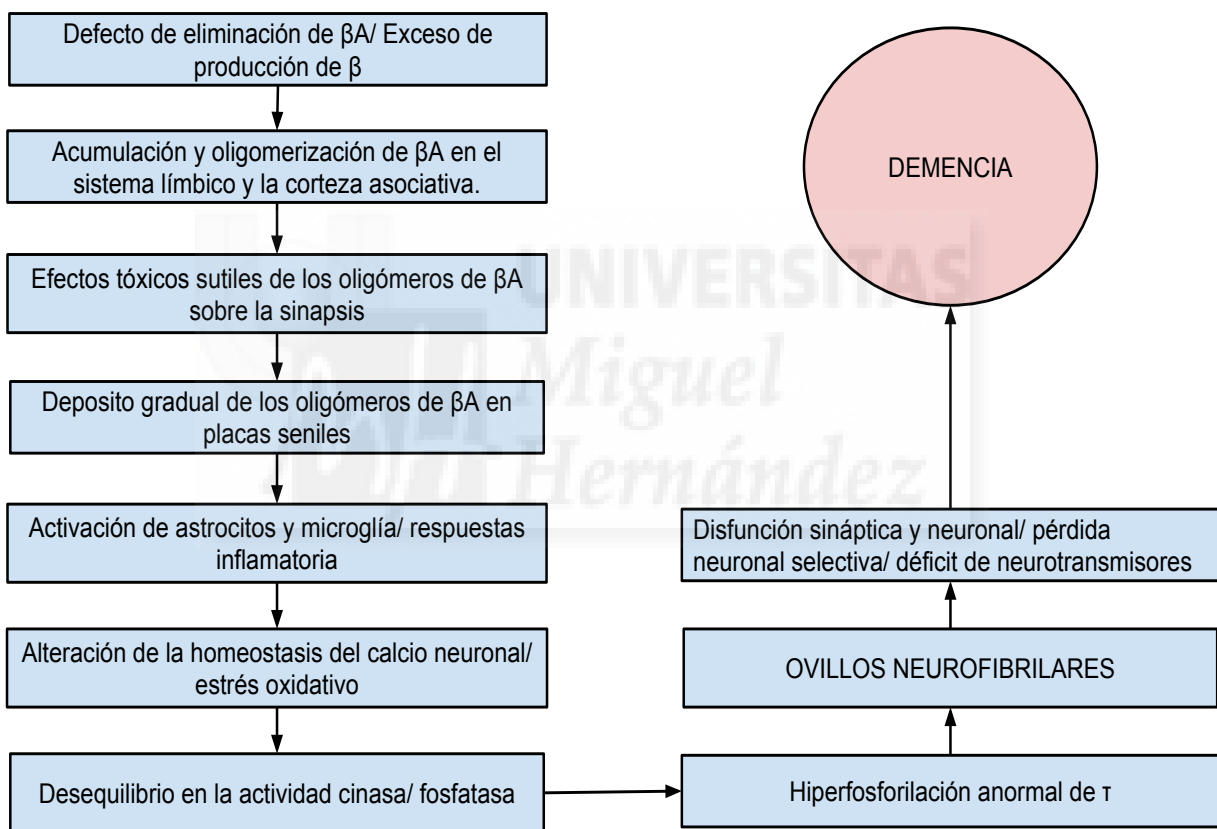 Defecto de eliminación de βA/ Exceso de
producción de β
Acumulación y oligomerización de βA en el
sistema límbico y la corteza asociativa.
Efectos tóxicos sutiles de los oligómeros de βA
sobre la sinapsis
Deposito gradual de los oligómeros de βA en
placas seniles
Activación de astrocitos y microglía/ respuestas
inflamatoria
Alteración de la homeostasis del calcio neuronal/
estrés oxidativo
Desequilibrio en la actividad cinasa/ fosfatasa
Hiperfosforilación anormal de τ
OVILLOS NEUROFIBRILARES
Disfunción sináptica y neuronal/ pérdida
neuronal selectiva/ déficit de neurotransmisores
DEMENCIA
UNIVERSITAS
Miguel
Hernández